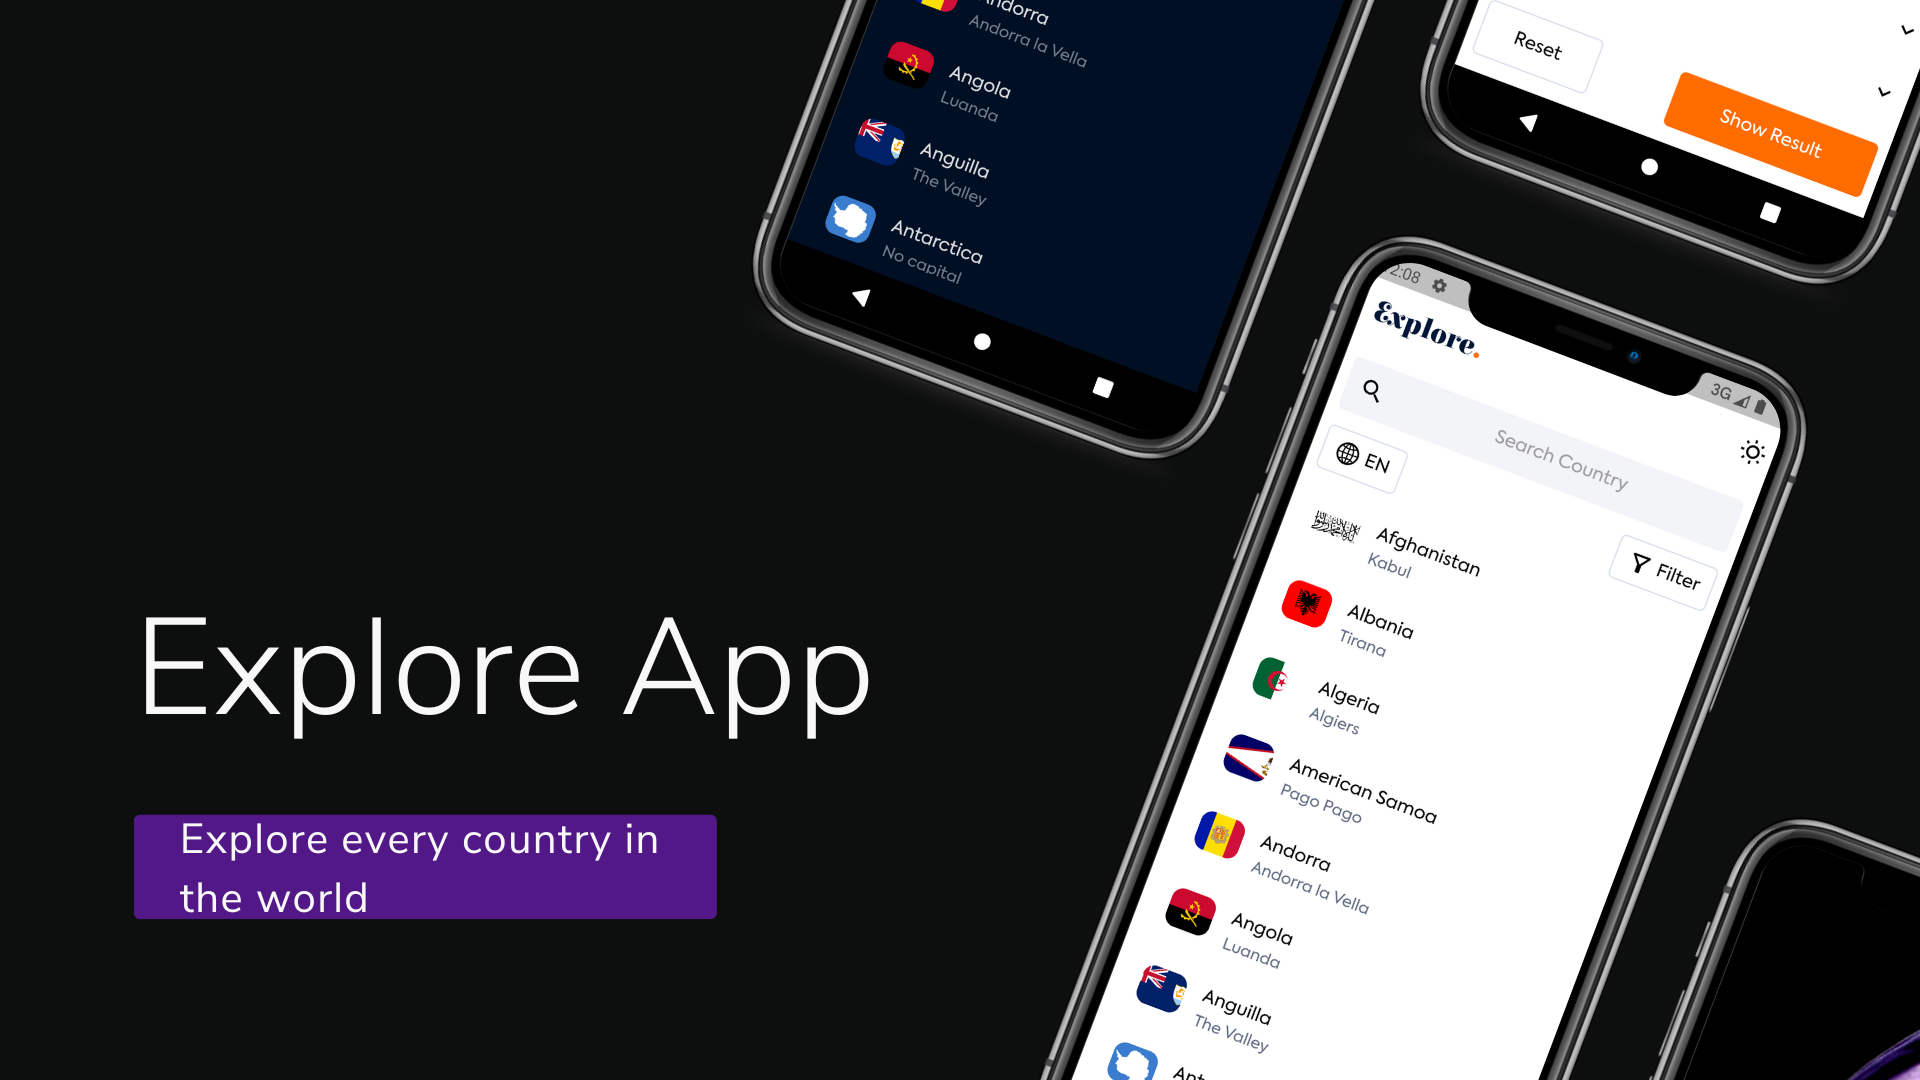 Andorra
Andorra la Vella
Angola
Luanda
Anguilla
The Valley
Antarctica
No capital
Reset
Show Result
2:08
3G
Explore.
Search Country
EN
Filter
Afghanistan
Kabul
Albania
Tirana
Algeria
Algiers
American Samoa
Pago Pago
Andorra
Andorra la Vella
Angola
Luanda
Anguilla
The Valley
Explore App
Explore every country in
the world